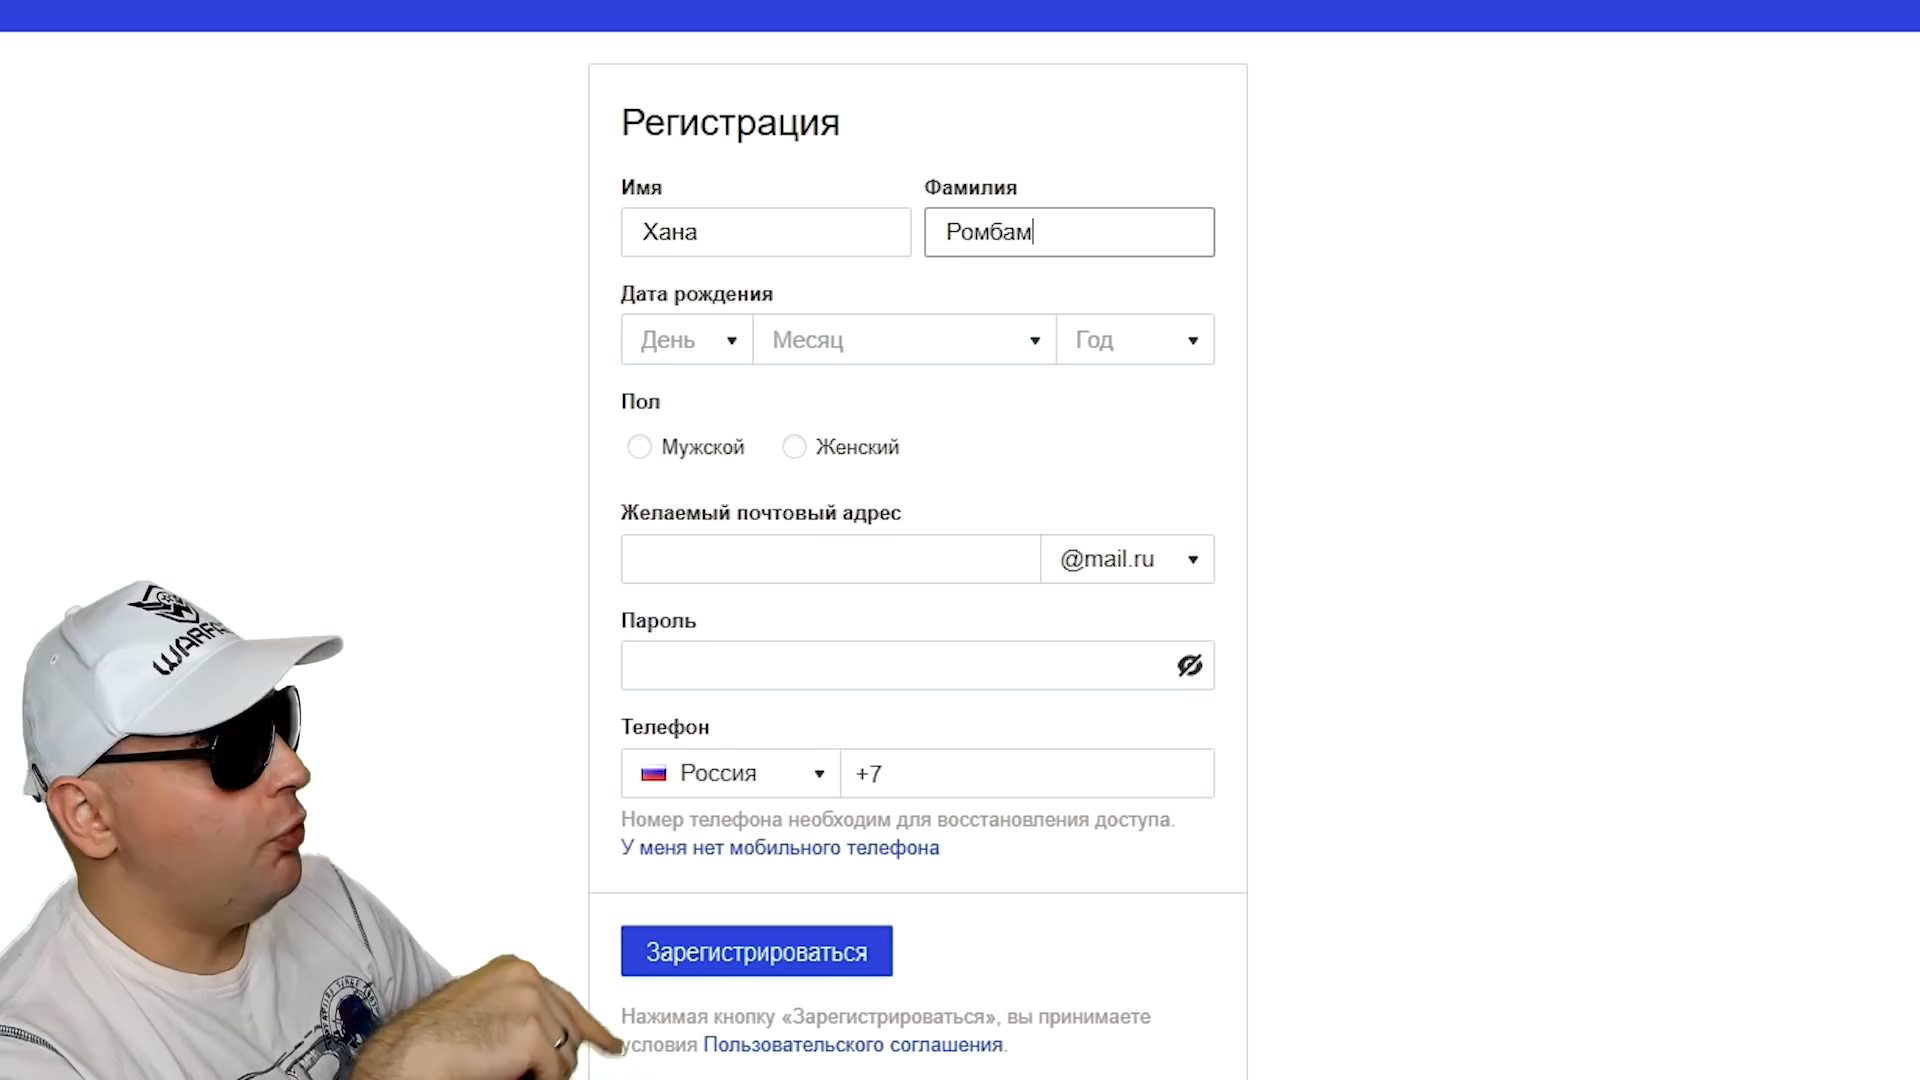 Регистрация
Имя
Фамилия
Хана
Ромбам
Дата рождения
День
Месяц
Год
Пол
Мужской
Женский
Желаемый почтовый адрес
@mail.ru
Пароль
Телефон
Россия
+7
Номер телефона необходим для восстановления доступа.
У меня нет мобильного телефона
Зарегистрироваться
Нажимая кнопку «Зарегистрироваться», вы принимаете
условия Пользовательского соглашения.